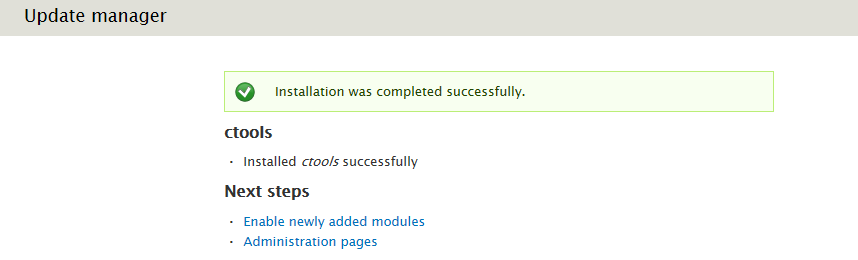 Update manager
Installation was completed successfully.
ctools
· Installed ctools successfully
Next steps
· Enable newly added modules
· Administration pages